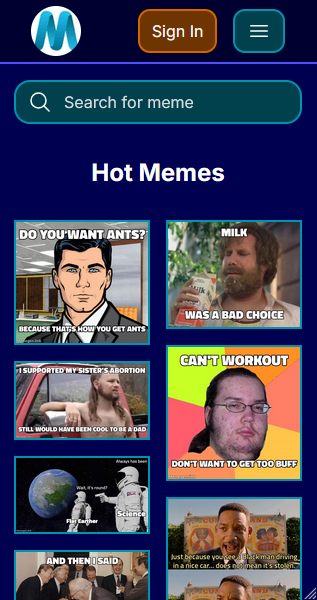 M
Sign In
Search for meme
Hot Memes
DO YOU WANT ANTS?
BECAUSE THAT'S HOW YOU GET ANTS
MILK
Milk
WAS A BAD CHOICE
I SUPPORTED MY SISTER'S ABORTION
STILL WOULD HAVE BEEN COOL TO BE A DAD
CAN'T WORKOUT
DON'T WANT TO GET TOO BUFF
Always has been
Wait, it's round?
Flat Earther
Science
Just because you see a black man driving
in a nice car... does not mean it's stolen.
AND THEN I SAID